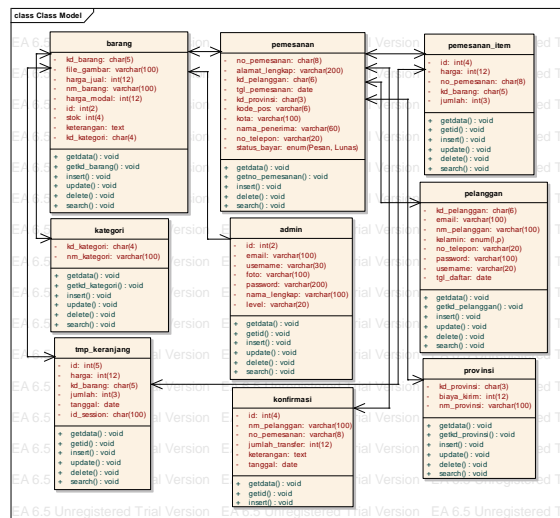 class Class Model
barang
- kd_barang: char(5)
- file_gambar: varchar(100)
- harga_jual: int(12)
- nm_barang: varchar(100)
- harga_modal: int(12)
- id: int(2)
- stok: int(4)
- keterangan: text
- kd_kategori: char(4)
+ getdata() : void
+ getkd_barang() : void
+ insert() : void
+ update() : void
+ delete() : void
+ search() : void
pemesanan
- no_pemesanan: char(8)
- alamat_lengkap: varchar(200)
- kd_pelanggan: char(6)
- tgl_pemesanan: date
- kd_provinsi: char(3)
- kode_pos: varchar(6)
- kota: varchar(100)
- nama_penerima: varchar(60)
- no_telepon: varchar(20)
- status_bayar: enum(Pesan, Lunas)
+ getdata() : void
+ getno_pemesanan() : void
+ insert() : void
+ update() : void
+ delete() : void
+ search() : void
pemesanan_item
- id: int(4)
- harga: int(12)
- no_pemesanan: char(8)
- kd_barang: char(5)
- jumlah: int(3)
+ getdata() : void
+ getid() : void
+ insert() : void
+ update() : void
+ delete() : void
+ search() : void
pelanggan
- kd_pelanggan: char(6)
- email: varchar(100)
- nm_pelanggan: varchar(100)
- kelamin: enum(l,p)
- no_telepon: varchar(20)
- password: varchar(100)
- username: varchar(20)
- tgl_daftar: date
+ getdata() : void
+ getkd_pelanggan() : void
+ insert() : void
+ update() : void
+ delete() : void
+ search() : void
kategori
- kd_kategori: char(4)
- nm_kategori: varchar(100)
+ getdata() : void
+ getkd_kategori() : void
+ insert() : void
+ update() : void
+ delete() : void
+ search() : void
admin
- id: int(2)
- email: varchar(100)
- username: varchar(30)
- foto: varchar(100)
- password: varchar(200)
- nama_lengkap: varchar(100)
- level: varchar(20)
+ getdata() : void
+ getid() : void
+ insert() : void
+ update() : void
+ delete() : void
+ search() : void
tmp_keranjang
- id: int(5)
- harga: int(12)
- kd_barang: char(5)
- jumlah: int(3)
- tanggal: date
- id_session: char(100)
+ getdata() : void
+ getid() : void
+ insert() : void
+ update() : void
+ delete() : void
+ search() : void
konfirmasi
- id: int(4)
- nm_pelanggan: varchar(100)
- no_pemesanan: varchar(8)
- jumlah_transfer: int(12)
- keterangan: text
- tanggal: date
+ getdata() : void
+ getid() : void
+ insert() : void
provinsi
- kd_provinsi: char(3)
- biaya_kirim: int(12)
- nm_provinsi: varchar(100)
+ getdata() : void
+ getkd_provinsi() : void
+ insert() : void
+ update() : void
+ delete() : void
+ search() : void
EA 6.5 Unregistered Trial Version EA 6.5 Unregistered Trial Version EA 6.5 Unregistered T